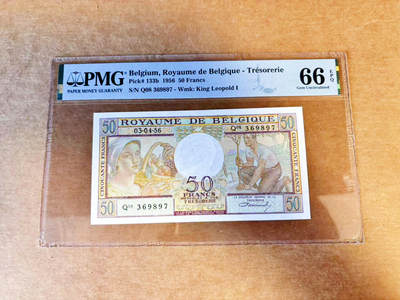 PMG
PAPER MONEY GUARANTY
Belgium, Royaume de Belgique - Trésorerie
Pick# 133b 1956 50 Francs
S/N Q08 369897 - Wmk: King Leopold I
66 EPQ
Gem Uncirculated
50 ROYAUME DE BELGIQUE 50
03-04-56
Q08 369897
CINQUANTE FRANCS
CINQUANTE FRANCS
50
FRANCS
TRÉSORERIE
Q08 369897
50
50